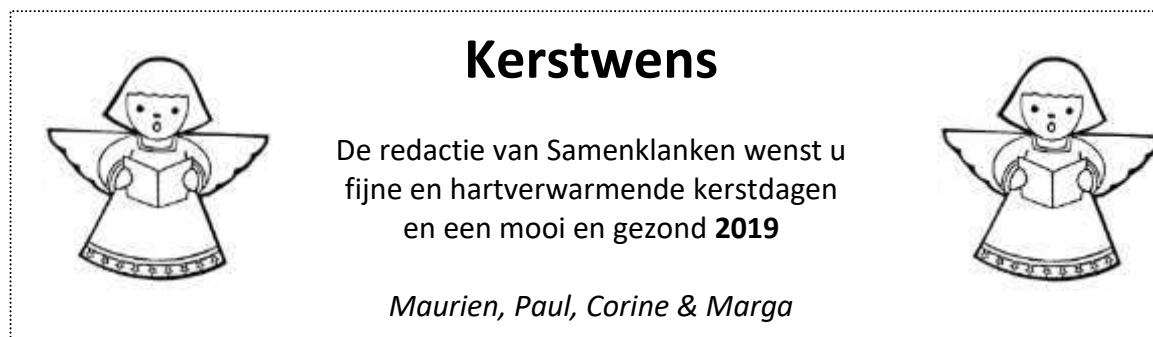 Kerstwens
De redactie van Samenklanken wenst u
fijne en hartverwarmende kerstdagen
en een mooi en gezond 2019
Maurien, Paul, Corine & Marga